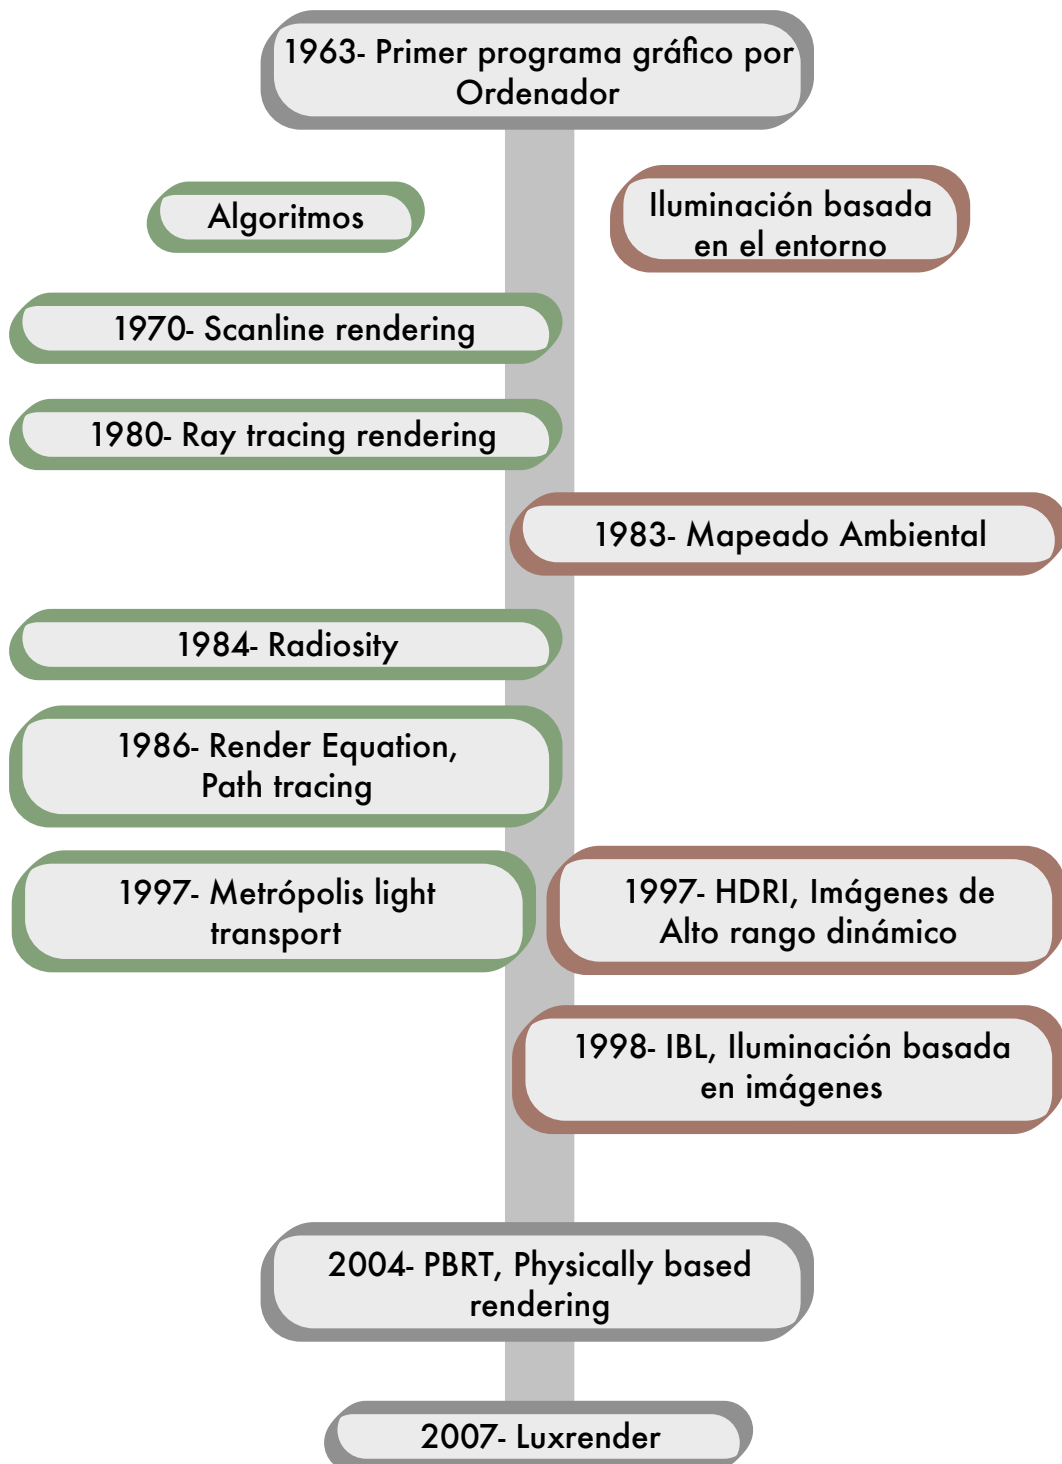 1963- Primer programa gráfico por
Ordenador
Algoritmos
Iluminación basada
en el entorno
1970- Scanline rendering
1980- Ray tracing rendering
1983- Mapeado Ambiental
1984- Radiosity
1986- Render Equation,
Path tracing
1997- Metrópolis light
transport
1997- HDRI, Imágenes de
Alto rango dinámico
1998- IBL, Iluminación basada
en imágenes
2004- PBRT, Physically based
rendering
2007- Luxrender